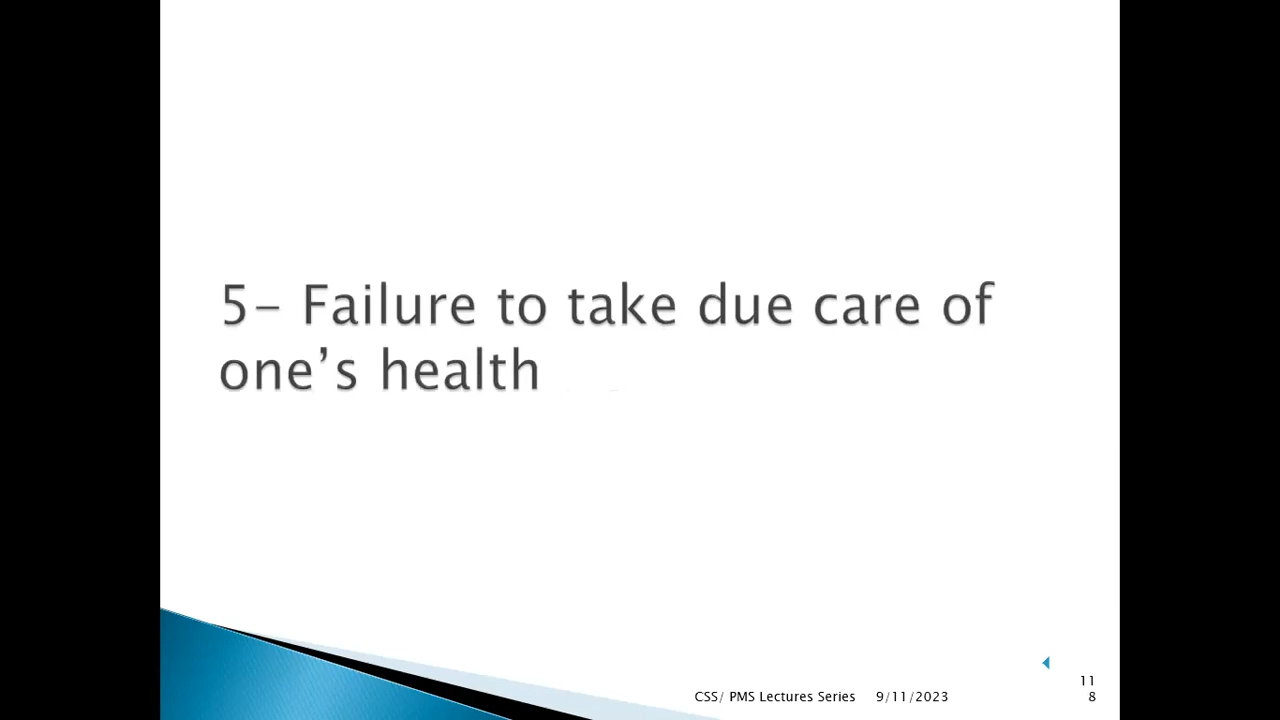 5- Failure to take due care of
one’s health
CSS/ PMS Lectures Series 9/11/2023
11
8